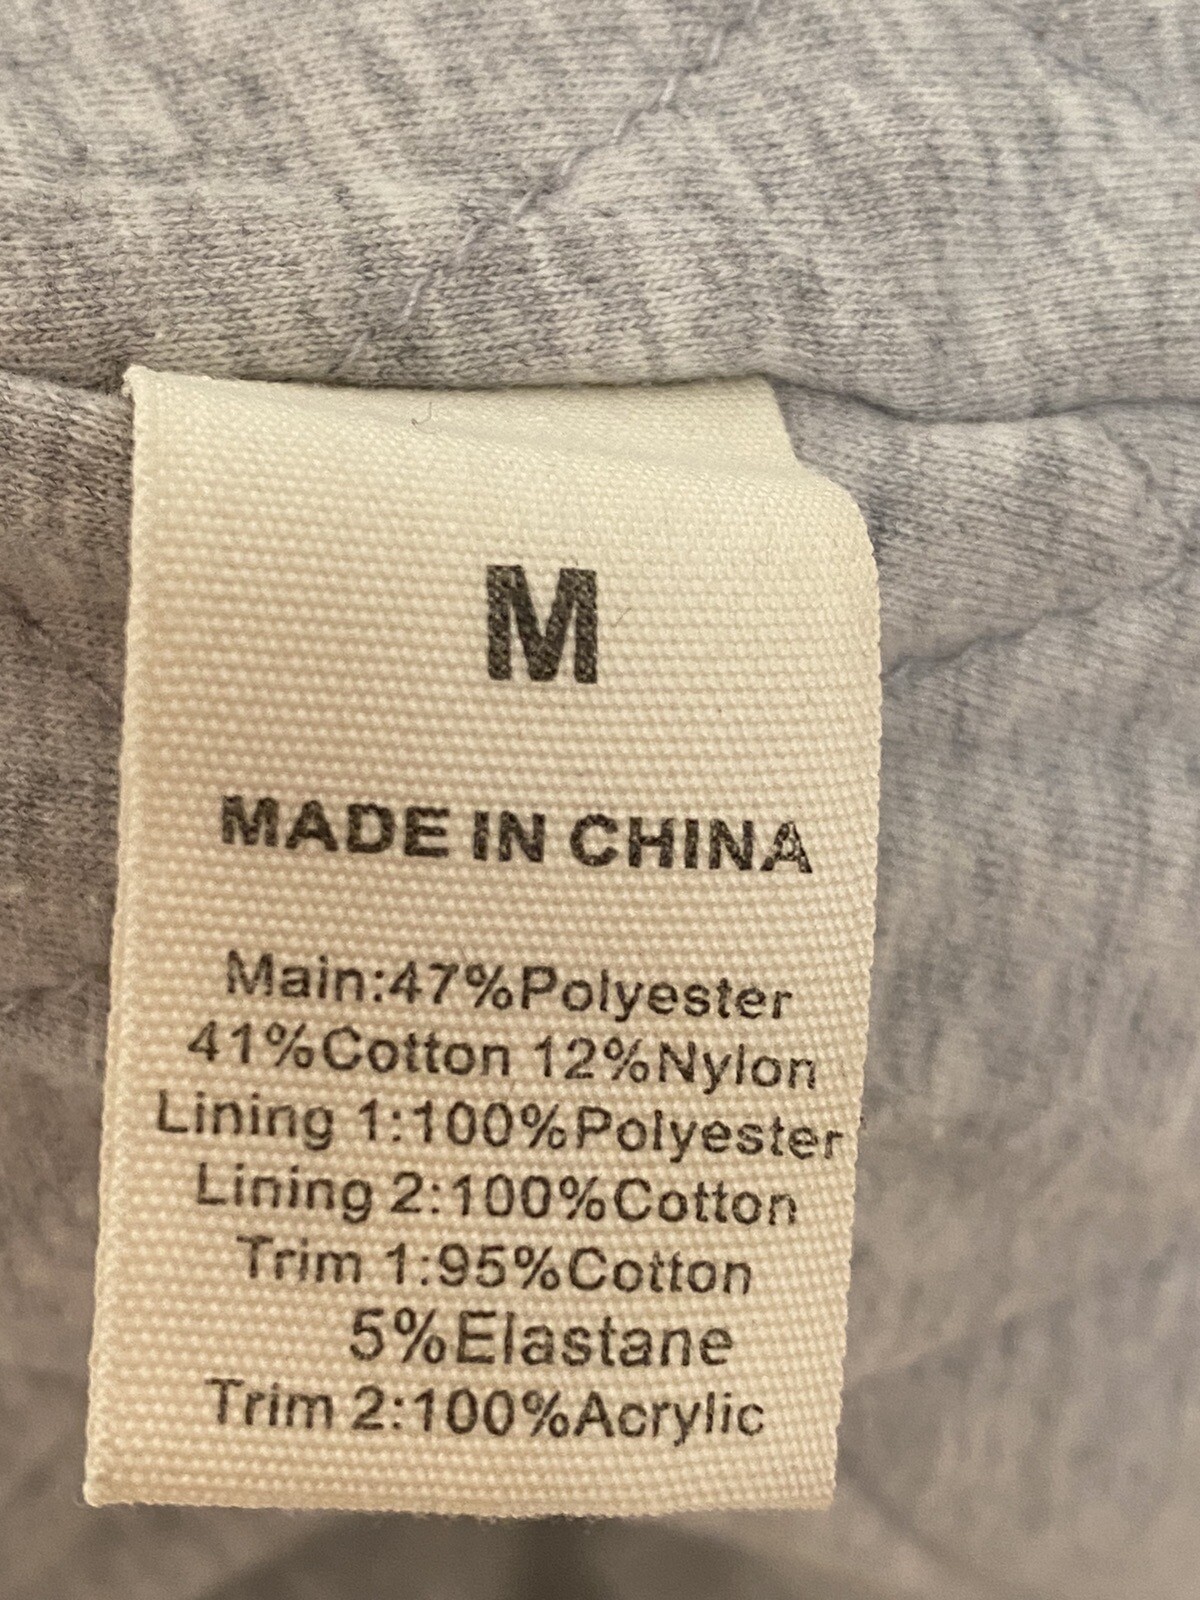 M
MADE IN CHINA
Main:47%Polyester
41%Cotton 12%Nylon
Lining 1:100%Polyester
Lining 2:100%Cotton
Trim 1:95%Cotton
5%Elastane
Trim 2:100%Acrylic